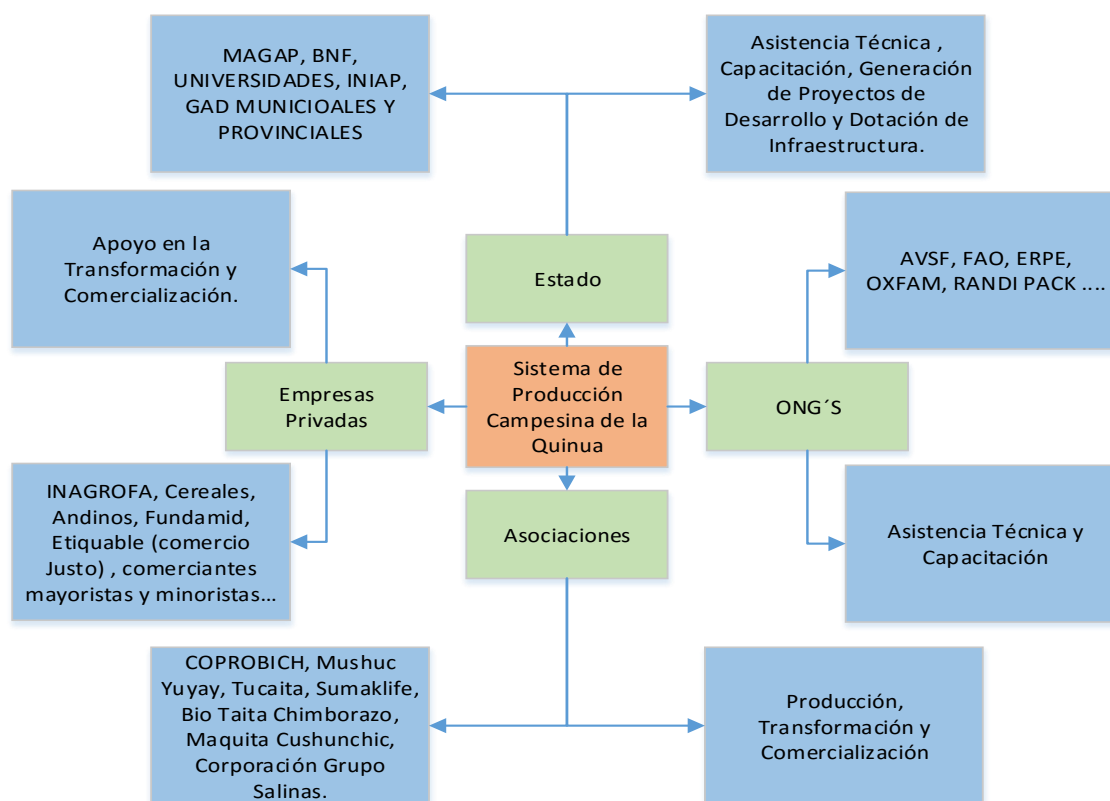 MAGAP, BNF,
UNIVERSIDADES, INIAP,
GAD MUNICIOALES Y
PROVINCIALES
Asistencia Técnica ,
Capacitación, Generación
de Proyectos de
Desarrollo y Dotación de
Infraestructura.
Apoyo en la
Transformación y
Comercialización.
Estado
AVSF, FAO, ERPE,
OXFAM, RANDI PACK ....
Empresas
Privadas
Sistema de
Producción
Campesina de la
Quinua
ONG´S
INAGROFA, Cereales,
Andinos, Fundamid,
Etiquable (comercio
Justo) , comerciantes
mayoristas y minoristas...
Asociaciones
Asistencia Técnica y
Capacitación
COPROBICH, Mushuc
Yuyay, Tucaita, Sumaklife,
Bio Taita Chimborazo,
Maquita Cushunchic,
Corporación Grupo
Salinas.
Producción,
Transformación y
Comercialización